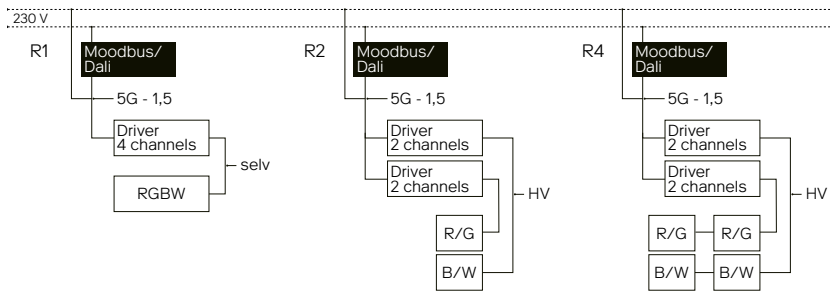 230 V
R1
Moodbus/
Dali
5G - 1,5
Driver
4 channels
selv
RGBW
R2
Moodbus/
Dali
5G - 1,5
Driver
2 channels
Driver
2 channels
HV
R/G
B/W
R4
Moodbus/
Dali
5G - 1,5
Driver
2 channels
Driver
2 channels
HV
R/G
R/G
B/W
B/W